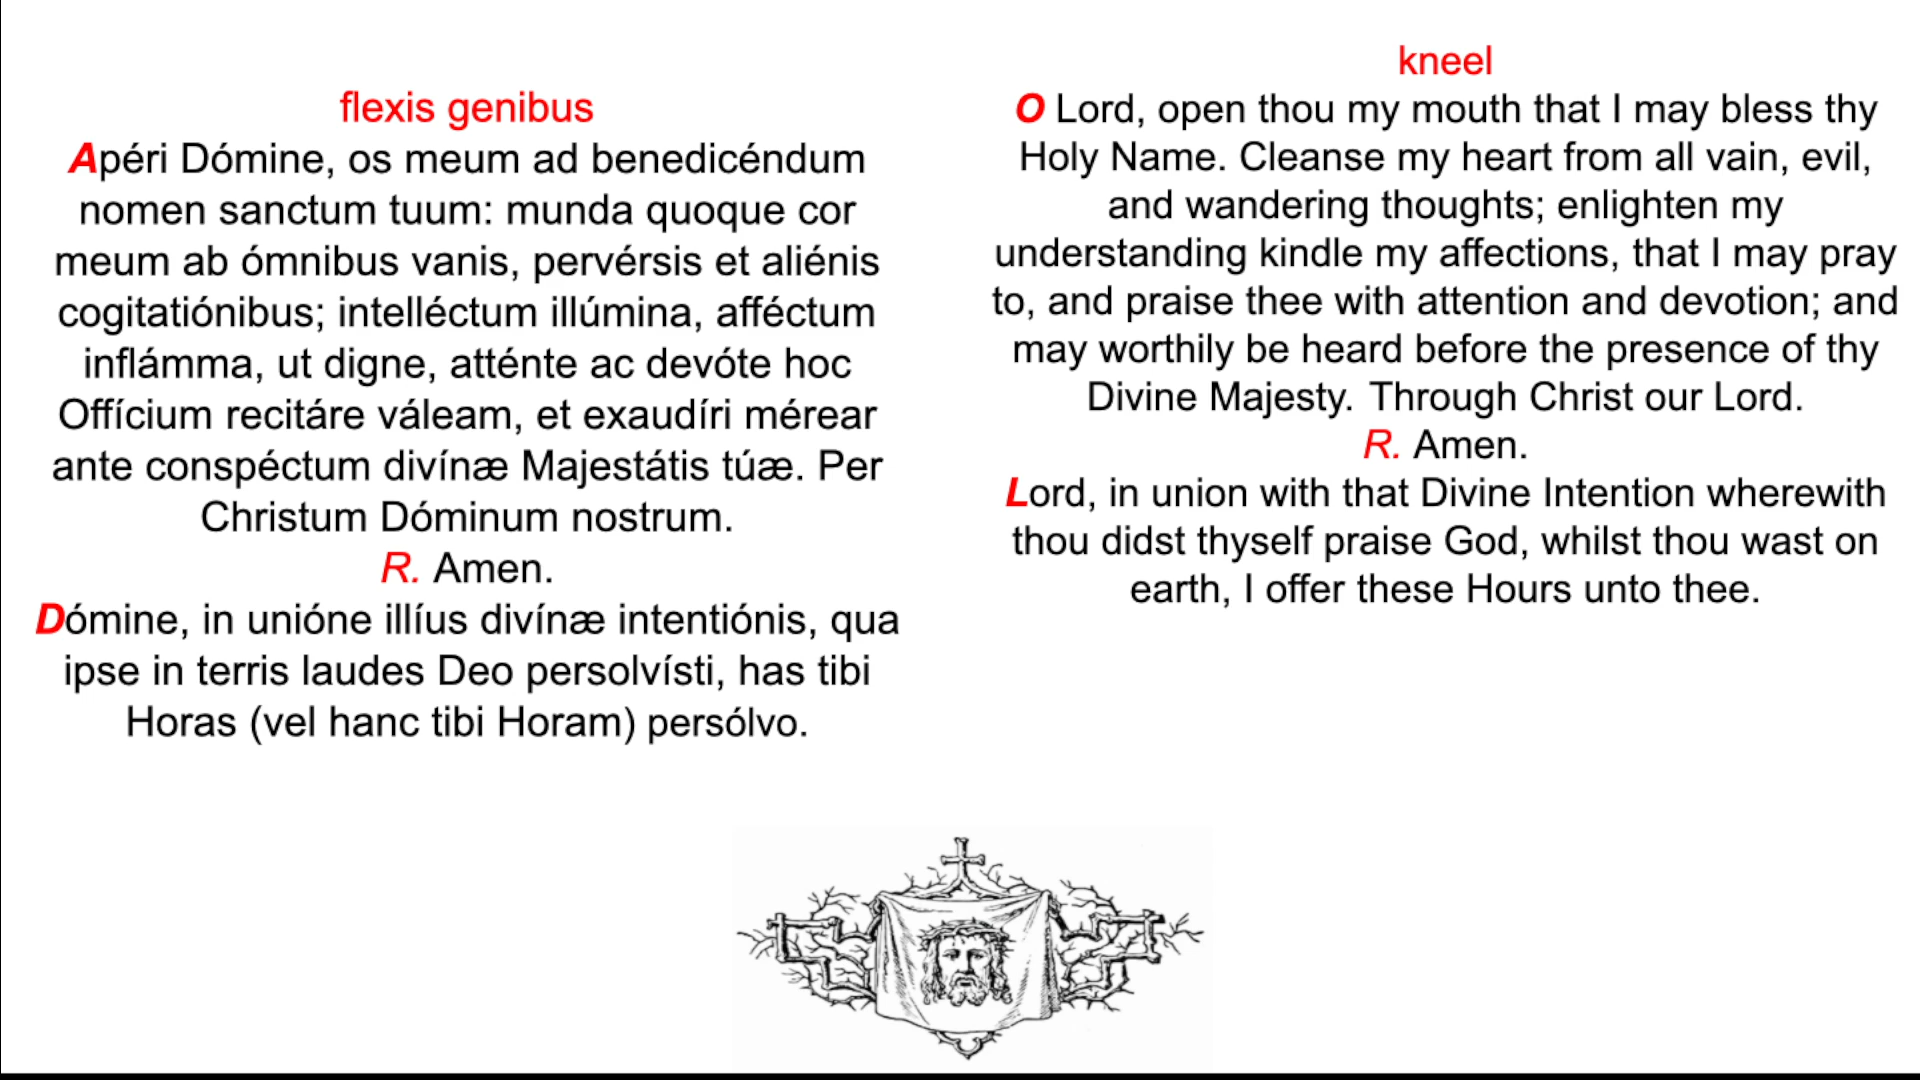 flexis genibus
Apéri Dómine, os meum ad benedicéndum
nomen sanctum tuum: munda quoque cor
meum ab ómnibus vanis, pervérsis et aliénis
cogitatiónibus; intelléctum illúmina, afféctum
inflámma, ut digne, atténte ac devóte hoc
Offícium recitáre váleam, et exaudíri mérear
ante conspéctum divínæ Majestátis túæ. Per
Christum Dóminum nostrum.
R. Amen.
Dómine, in unióne illíus divínæ intentiónis, qua
ipse in terris laudes Deo persolvísti, has tibi
Horas (vel hanc tibi Horam) persólvo.
kneel
O Lord, open thou my mouth that I may bless thy
Holy Name. Cleanse my heart from all vain, evil,
and wandering thoughts; enlighten my
understanding kindle my affections, that I may pray
to, and praise thee with attention and devotion; and
may worthily be heard before the presence of thy
Divine Majesty. Through Christ our Lord.
R. Amen.
Lord, in union with that Divine Intention wherewith
thou didst thyself praise God, whilst thou wast on
earth, I offer these Hours unto thee.